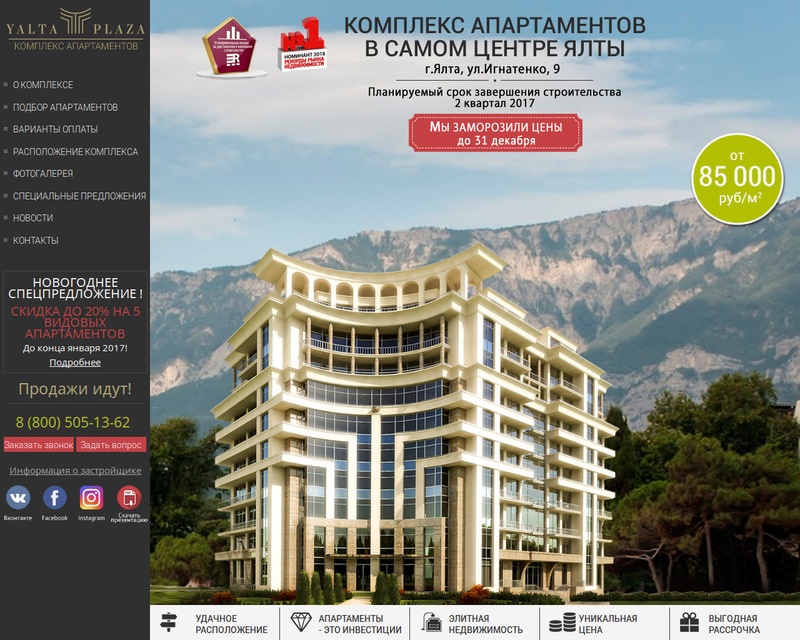 YALTA PLAZA
КОМПЛЕКС АПАРТАМЕНТОВ
О КОМПЛЕКСЕ
ПОДБОР АПАРТАМЕНТОВ
ВАРИАНТЫ ОПЛАТЫ
РАСПОЛОЖЕНИЕ КОМПЛЕКСА
ФОТОГАЛЕРЕЯ
СПЕЦИАЛЬНЫЕ ПРЕДЛОЖЕНИЯ
НОВОСТИ
КОНТАКТЫ
НОВОГОДНЕЕ
СПЕЦПРЕДЛОЖЕНИЕ !
СКИДКА ДО 20% НА 5
ВИДОВЫХ
АПАРТАМЕНТОВ
До конца января 2017!
Подробнее
Продажи идут!
8 (800) 505-13-62
Заказать звонок
Задать вопрос
Информация о застройщике
Вконтакте
Facebook
Instagram
Скачать
презентацию
№1
НОМИНАНТ 2016
РЕКОРДЫ РЫНКА
НЕДВИЖИМОСТИ
КОМПЛЕКС АПАРТАМЕНТОВ
В САМОМ ЦЕНТРЕ ЯЛТЫ
г.Ялта, ул.Игнатенко, 9
Планируемый срок завершения строительства
2 квартал 2017
Мы ЗАМОРОЗИЛИ ЦЕНЫ
до 31 декабря
от
85 000
руб/м²
УДАЧНОЕ
РАСПОЛОЖЕНИЕ
АПАРТАМЕНТЫ
- ЭТО ИНВЕСТИЦИИ
ЭЛИТНАЯ
НЕДВИЖИМОСТЬ
УНИКАЛЬНАЯ
ЦЕНА
ВЫГОДНАЯ
РАССРОЧКА